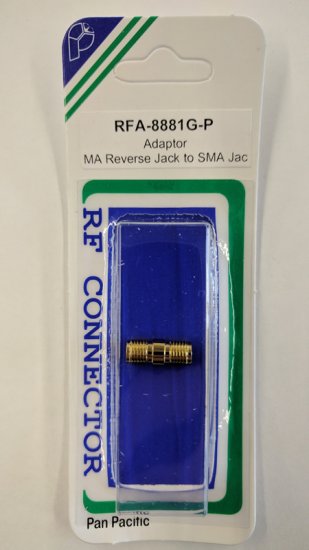 RFA-8881G-P
Adaptor
MA Reverse Jack to SMA Jac
RF CONNECTOR
Pan Pacific